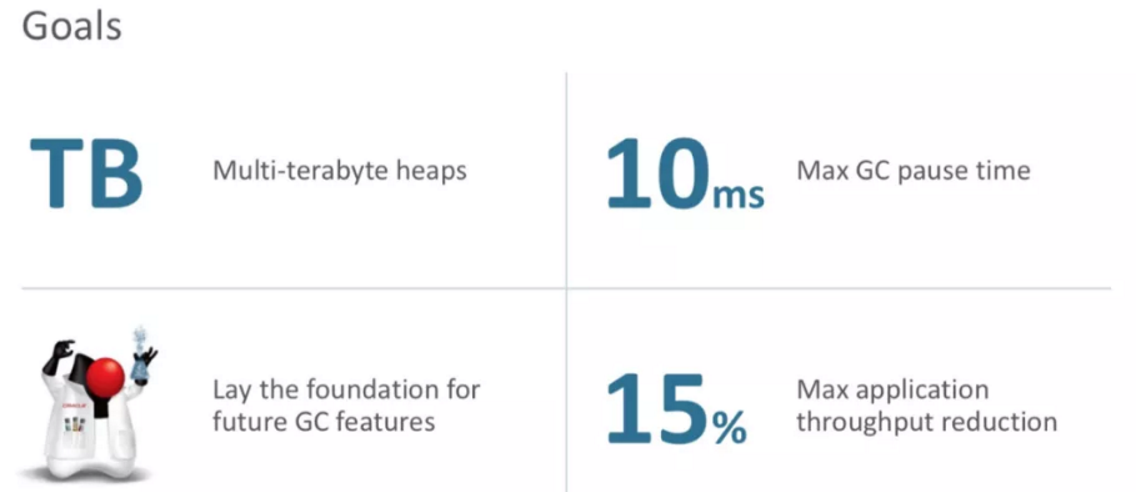 Goals
TB
Multi-terabyte heaps
10ms
Max GC pause time
ORACLE
Lay the foundation for
future GC features
15%
Max application
throughput reduction